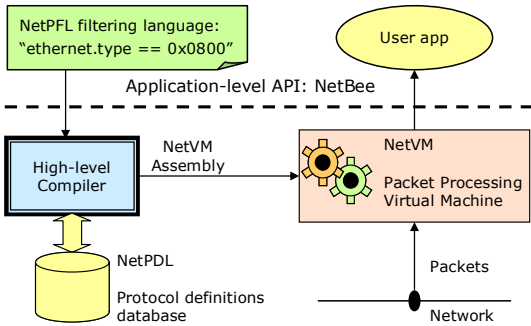 NetPFL filtering language:
“ethernet.type == 0x0800”
User app
Application-level API: NetBee
High-level
Compiler
NetVM
Assembly
NetVM
Packet Processing
Virtual Machine
NetPDL
Protocol definitions
database
Packets
Network